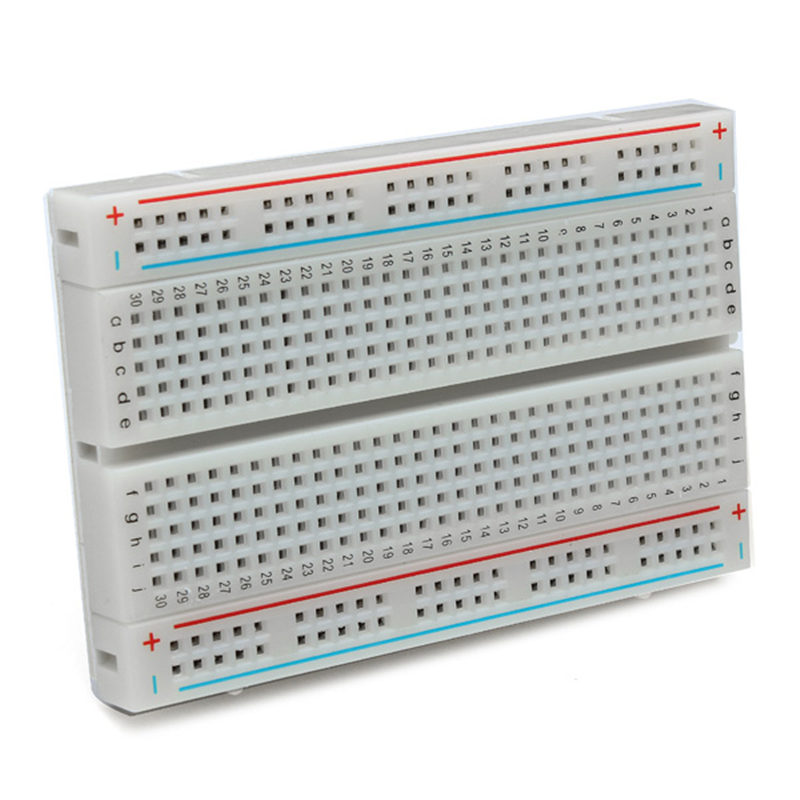 + +
− −
30 29 28 27 26 25 24 23 22 21 20 19 18 17 16 15 14 13 12 11 10 9 8 7 6 5 4 3 2 1
a a
b b
c c
d d
e e
f f
g g
h h
i i
j j
30 29 28 27 26 25 24 23 22 21 20 19 18 17 16 15 14 13 12 11 10 9 8 7 6 5 4 3 2 1
+ +
− −